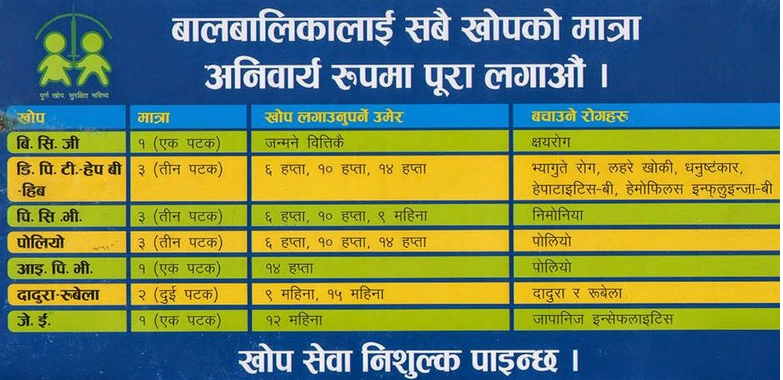 बालबालिकालाई सबै खोपको मात्रा
अनिवार्य रुपमा पूरा लगाऔं ।
पूर्ण खोप, सुरक्षित भविष्य
खोप मात्रा खोप लगाउनुपर्ने उमेर बचाउने रोगहरु
बि. सि. जी १ (एक पटक) जन्मने वित्तिकै क्षयरोग
डि. पि. टी.-हेप बी ३ (तीन पटक) ६ हप्ता, १० हप्ता, १४ हप्ता भ्यागुते रोग, लहरे खोकी, धनुष्टंकार,
-हिब हेपाटाइटिस-बी, हेमोफिलस इन्फ्लुइन्जा-बी
पि. सि. भी. ३ (तीन पटक) ६ हप्ता, १० हप्ता, ९ महिना निमोनिया
पोलियो ३ (तीन पटक) ६ हप्ता, १० हप्ता, १४ हप्ता पोलियो
आइ. पि. भी. १ (एक पटक) १४ हप्ता पोलियो
दादुरा-रूबेला २ (दुई पटक) ९ महिना, १५ महिना दादुरा र रूबेला
जे. ई. १ (एक पटक) १२ महिना जापानिज इन्सेफलाइटिस
खोप सेवा निशुल्क पाइन्छ ।